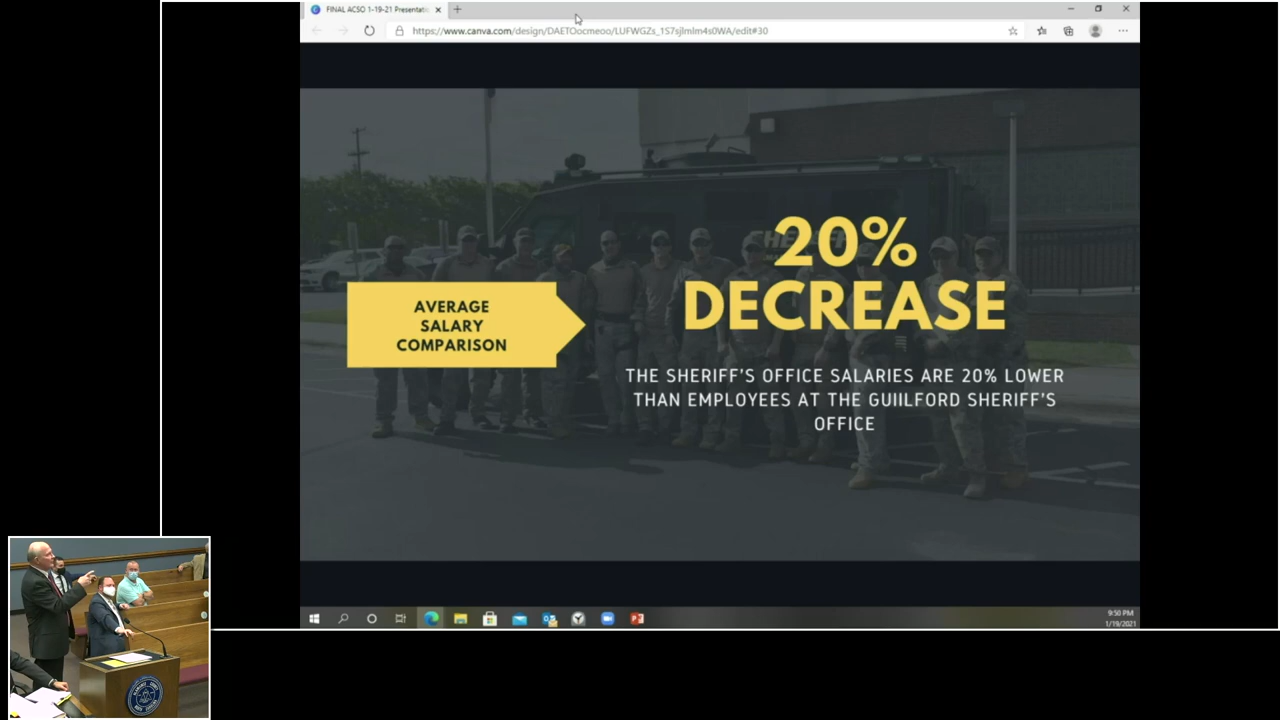 FINAL ACSO 1-19-21 Presentatio
https://www.canva.com/design/DAETOocmeoo/LUFWGZs_1S7sjlmlm4s0WA/edit#30
20%
DECREASE
AVERAGE
SALARY
COMPARISON
THE SHERIFF'S OFFICE SALARIES ARE 20% LOWER
THAN EMPLOYEES AT THE GUIILFORD SHERIFF'S
OFFICE
9:50 PM
1/19/2021